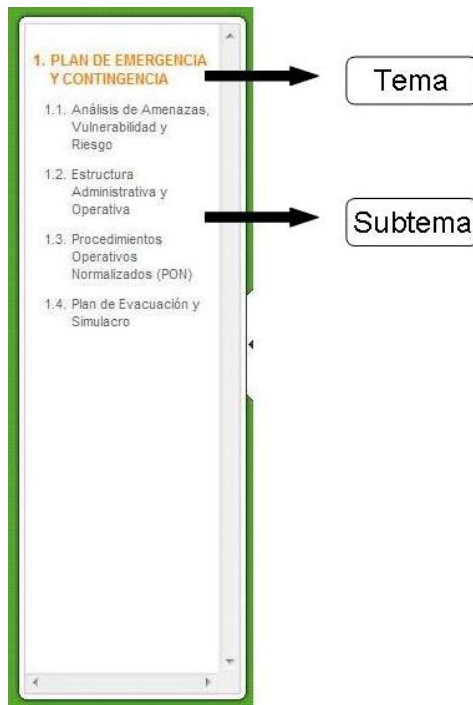 1. PLAN DE EMERGENCIA
Y CONTINGENCIA
Tema
1.1. Análisis de Amenazas,
Vulnerabilidad y
Riesgo
1.2. Estructura
Administrativa y
Operativa
Subtema
1.3. Procedimientos
Operativos
Normalizados (PON)
1.4. Plan de Evacuación y
Simulacro